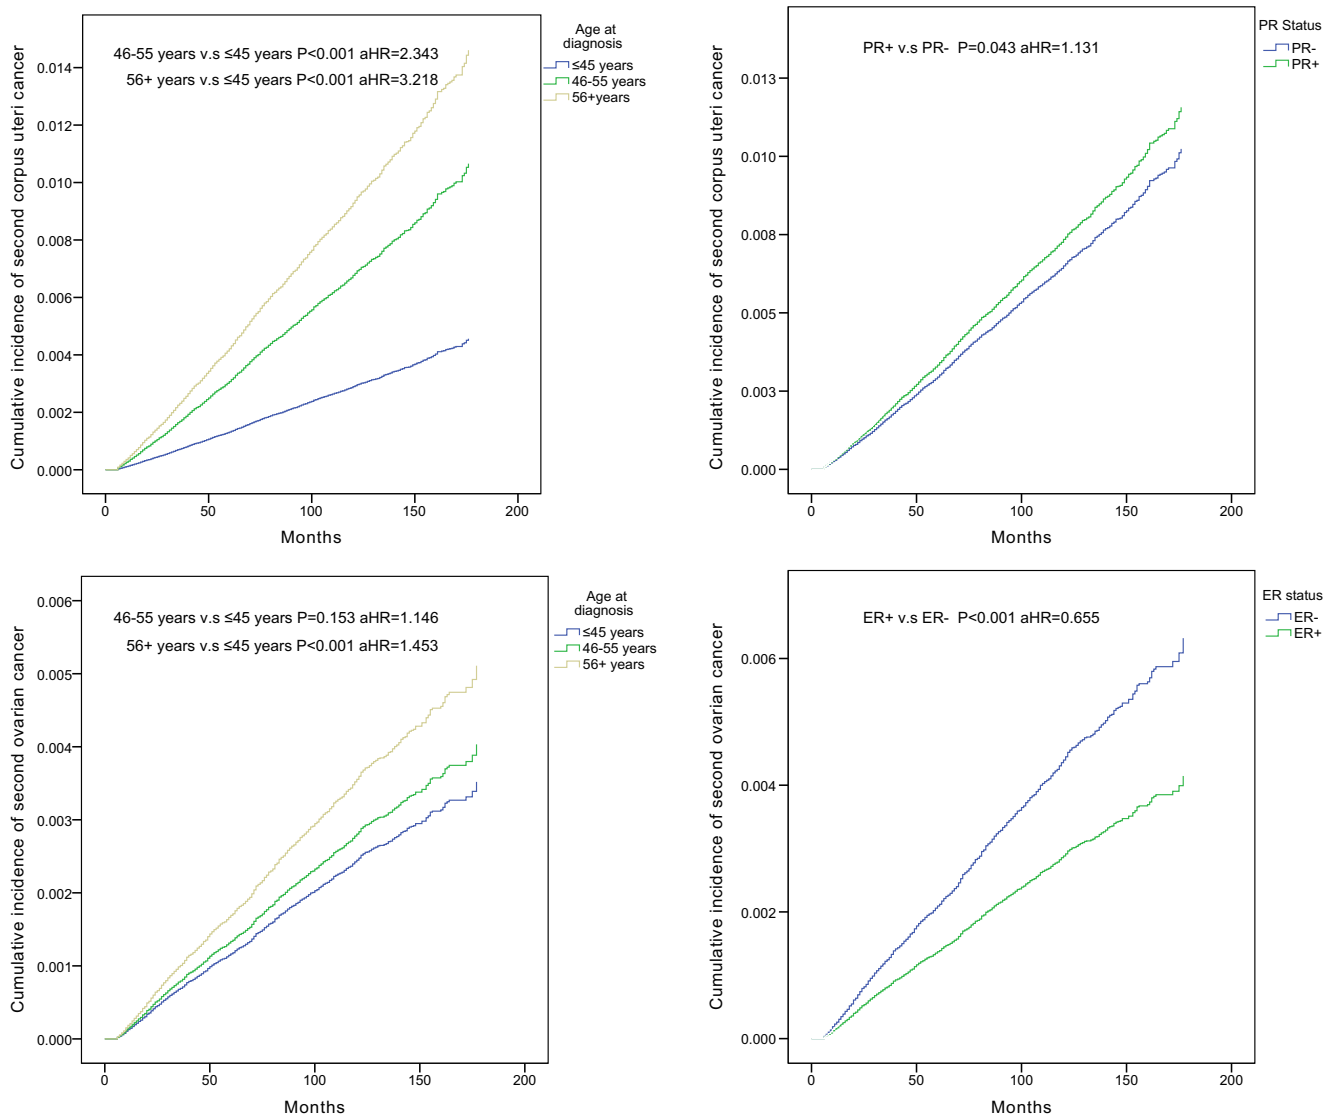 Age at
diagnosis
≤45 years
46-55 years
56+years
46-55 years v.s ≤45 years P<0.001 aHR=2.343
56+ years v.s ≤45 years P<0.001 aHR=3.218
Cumulative incidence of second corpus uteri cancer
0.014
0.012
0.010
0.008
0.006
0.004
0.002
0.000
0
50
100
150
200
Months
PR Status
PR-
PR+
PR+ v.s PR- P=0.043 aHR=1.131
Cumulative incidence of second corpus uteri cancer
0.013
0.010
0.008
0.005
0.003
0.000
0
50
100
150
200
Months
Age at
diagnosis
≤45 years
46-55 years
56+ years
46-55 years v.s ≤45 years P=0.153 aHR=1.146
56+ years v.s ≤45 years P<0.001 aHR=1.453
Cumulative incidence of second ovarian cancer
0.006
0.005
0.004
0.003
0.002
0.001
0.000
0
50
100
150
200
Months
ER status
ER-
ER+
ER+ v.s ER- P<0.001 aHR=0.655
Cumulative incidence of second ovarian cancer
0.006
0.004
0.002
0.000
0
50
100
150
200
Months